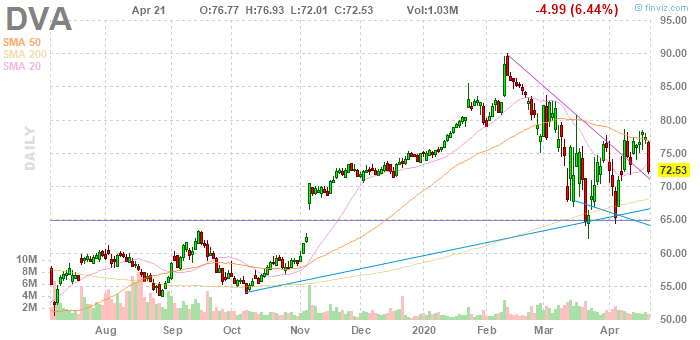 DVA Apr 21 O:76.77 H:76.93 L:72.01 C:72.53 Vol:1.03M -4.99 (6.44%) © finviz.com
SMA 50
SMA 200
SMA 20
DAILY
95.00
90.00
85.00
80.00
75.00
72.53
70.00
65.00
60.00
55.00
50.00
10M
8M
6M
4M
2M
Aug Sep Oct Nov Dec 2020 Feb Mar Apr